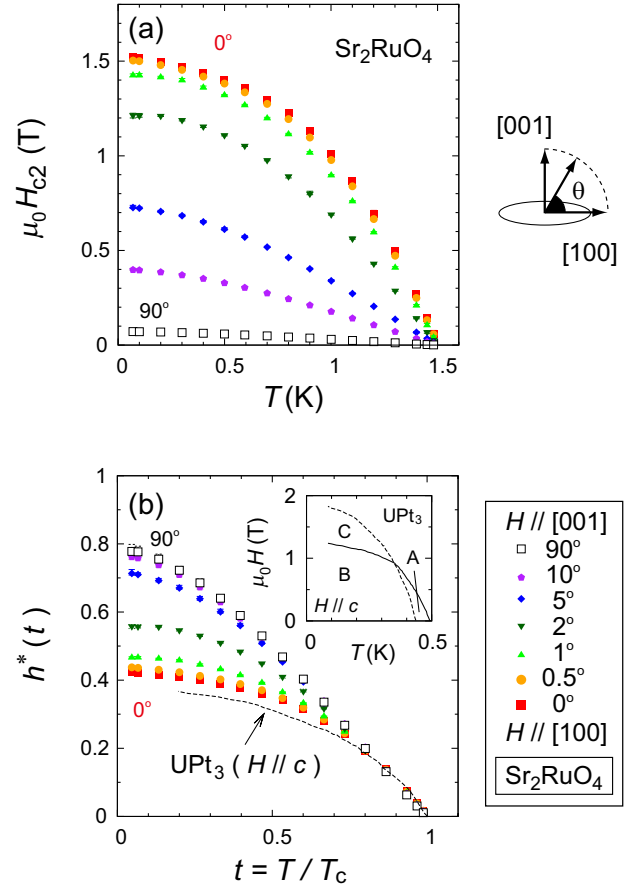 (a)
0°
Sr₂RuO₄
μ₀H_c2 (T)
1.5
1
0.5
0
90°
0
0.5
1
1.5
T (K)
[001]
θ
[100]
(b)
1
0.8
0.6
0.4
0.2
0
h* (t)
90°
0°
UPt₃ ( H // c )
0
0.5
1
t = T / T_c
2
1
0
μ₀H (T)
UPt₃
C
B
A
H // c
0
0.5
T (K)
H // [001]
90°
10°
5°
2°
1°
0.5°
0°
H // [100]
Sr₂RuO₄